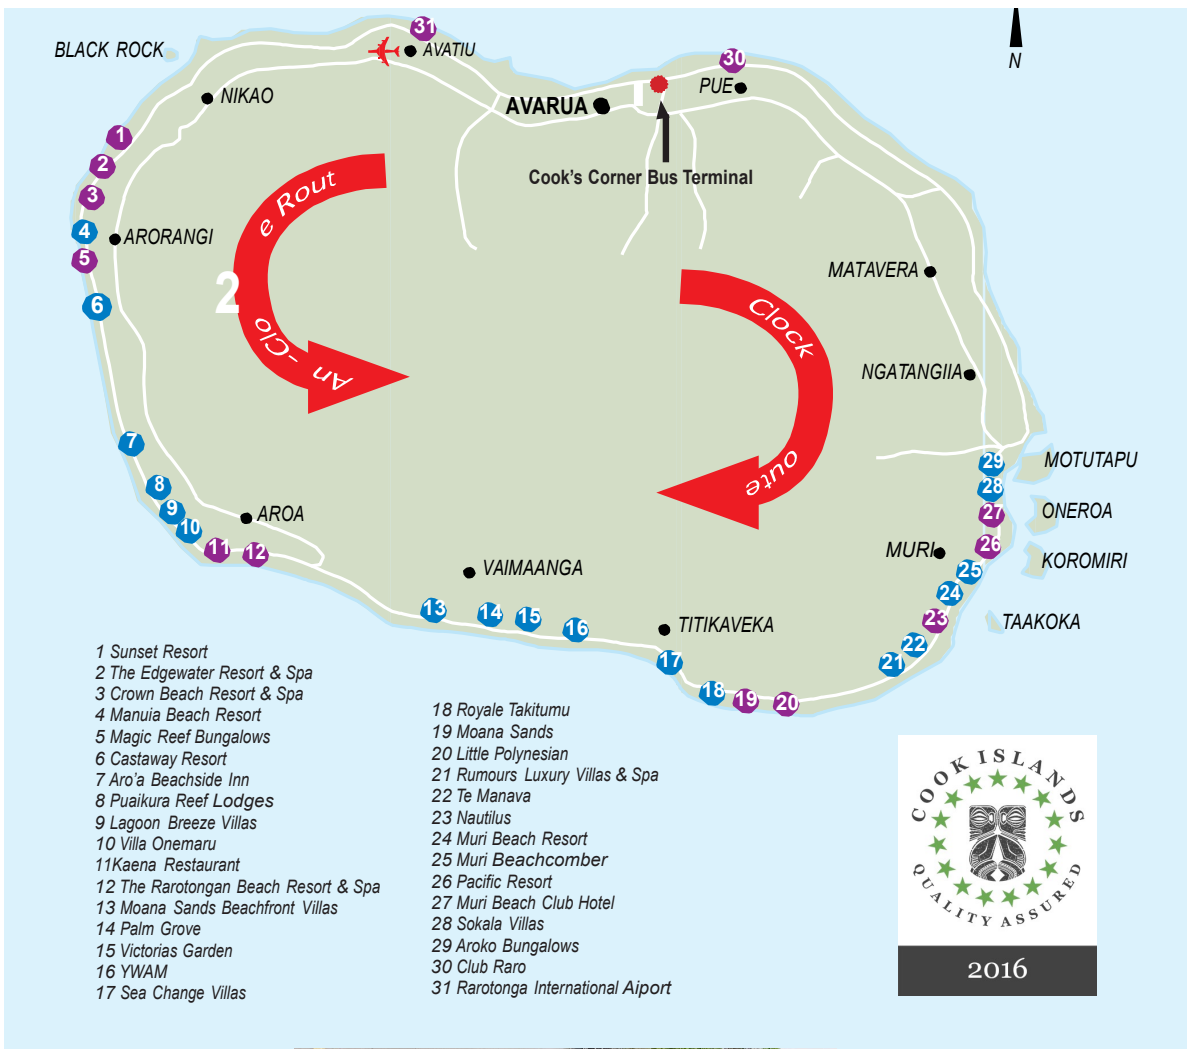 31
BLACK ROCK
AVATIU
30
N
PUE
NIKAO
AVARUA
1
2
Cook's Corner Bus Terminal
3
e Rout
4
ARORANGI
5
MATAVERA
2
6
Clock
An -Clo
NGATANGIIA
7
oute
29
MOTUTAPU
8
28
9
27
ONEROA
10
AROA
11
12
26
MURI
KOROMIRI
25
VAIMAANGA
24
13
14
15
16
23
TAAKOKA
TITIKAVEKA
22
17
21
18
19
20
1 Sunset Resort
2 The Edgewater Resort & Spa
3 Crown Beach Resort & Spa
4 Manuia Beach Resort
5 Magic Reef Bungalows
6 Castaway Resort
7 Aro'a Beachside Inn
8 Puaikura Reef Lodges
9 Lagoon Breeze Villas
10 Villa Onemaru
11Kaena Restaurant
12 The Rarotongan Beach Resort & Spa
13 Moana Sands Beachfront Villas
14 Palm Grove
15 Victorias Garden
16 YWAM
17 Sea Change Villas
18 Royale Takitumu
19 Moana Sands
20 Little Polynesian
21 Rumours Luxury Villas & Spa
22 Te Manava
23 Nautilus
24 Muri Beach Resort
25 Muri Beachcomber
26 Pacific Resort
27 Muri Beach Club Hotel
28 Sokala Villas
29 Aroko Bungalows
30 Club Raro
31 Rarotonga International Aiport
COOK ISLANDS
QUALITY ASSURED
2016